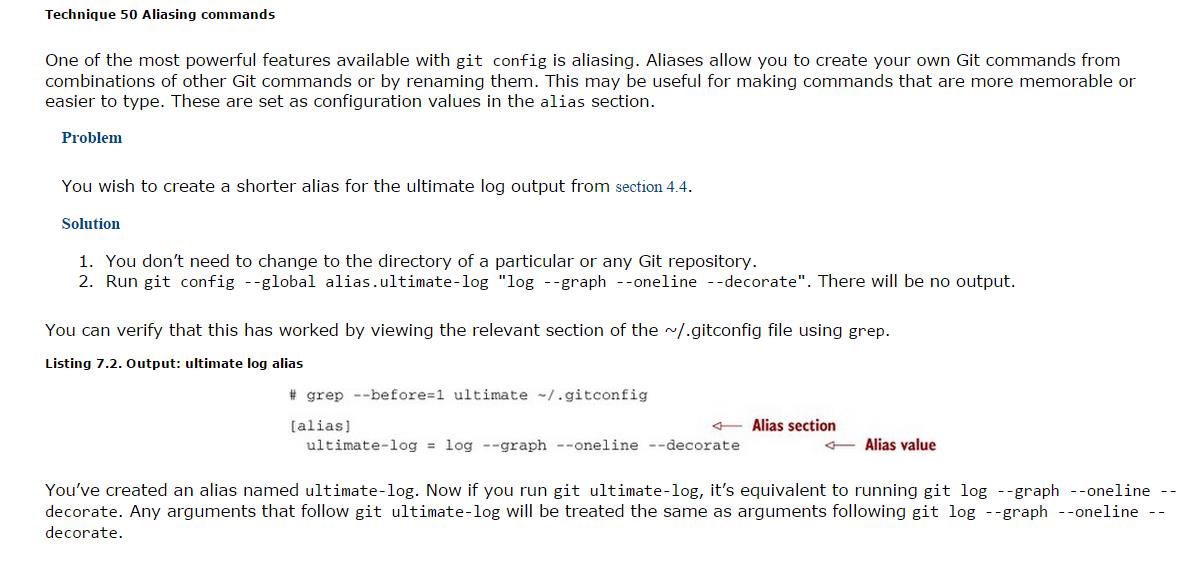 Technique 50 Aliasing commands
One of the most powerful features available with git config is aliasing. Aliases allow you to create your own Git commands from
combinations of other Git commands or by renaming them. This may be useful for making commands that are more memorable or
easier to type. These are set as configuration values in the alias section.
Problem
You wish to create a shorter alias for the ultimate log output from section 4.4.
Solution
1. You don't need to change to the directory of a particular or any Git repository.
2. Run git config --global alias.ultimate-log "log --graph --oneline --decorate". There will be no output.
You can verify that this has worked by viewing the relevant section of the ~/.gitconfig file using grep.
Listing 7.2. Output: ultimate log alias
# grep --before=1 ultimate ~/.gitconfig
[alias] ← Alias section
ultimate-log = log --graph --oneline --decorate ← Alias value
You've created an alias named ultimate-log. Now if you run git ultimate-log, it's equivalent to running git log --graph --oneline --
decorate. Any arguments that follow git ultimate-log will be treated the same as arguments following git log --graph --oneline --
decorate.